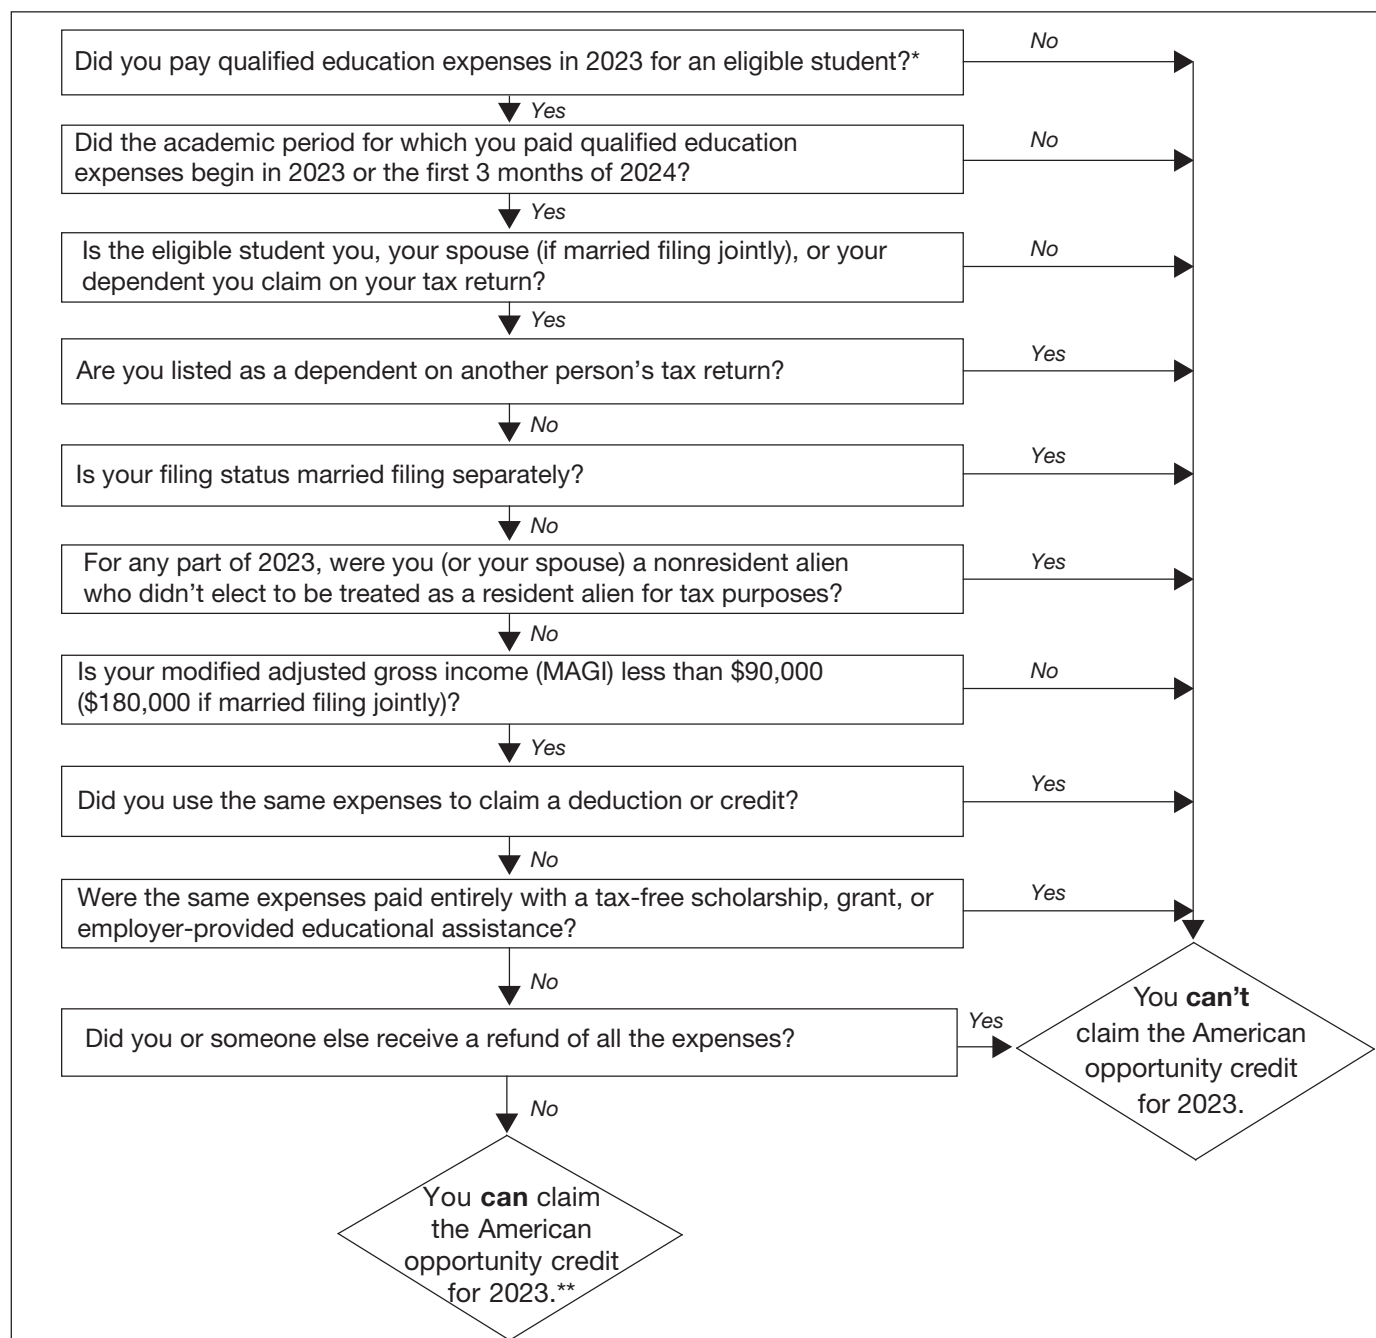 Did you pay qualified education expenses in 2023 for an eligible student?*
No
Yes
Did the academic period for which you paid qualified education
expenses begin in 2023 or the first 3 months of 2024?
No
Yes
Is the eligible student you, your spouse (if married filing jointly), or your
dependent you claim on your tax return?
No
Yes
Are you listed as a dependent on another person’s tax return?
Yes
No
Is your filing status married filing separately?
Yes
No
For any part of 2023, were you (or your spouse) a nonresident alien
who didn’t elect to be treated as a resident alien for tax purposes?
Yes
No
Is your modified adjusted gross income (MAGI) less than $90,000
($180,000 if married filing jointly)?
No
Yes
Did you use the same expenses to claim a deduction or credit?
Yes
No
Were the same expenses paid entirely with a tax-free scholarship, grant, or
employer-provided educational assistance?
Yes
No
Did you or someone else receive a refund of all the expenses?
Yes
You can’t
claim the American
opportunity credit
for 2023.
No
You can claim
the American
opportunity credit
for 2023.**